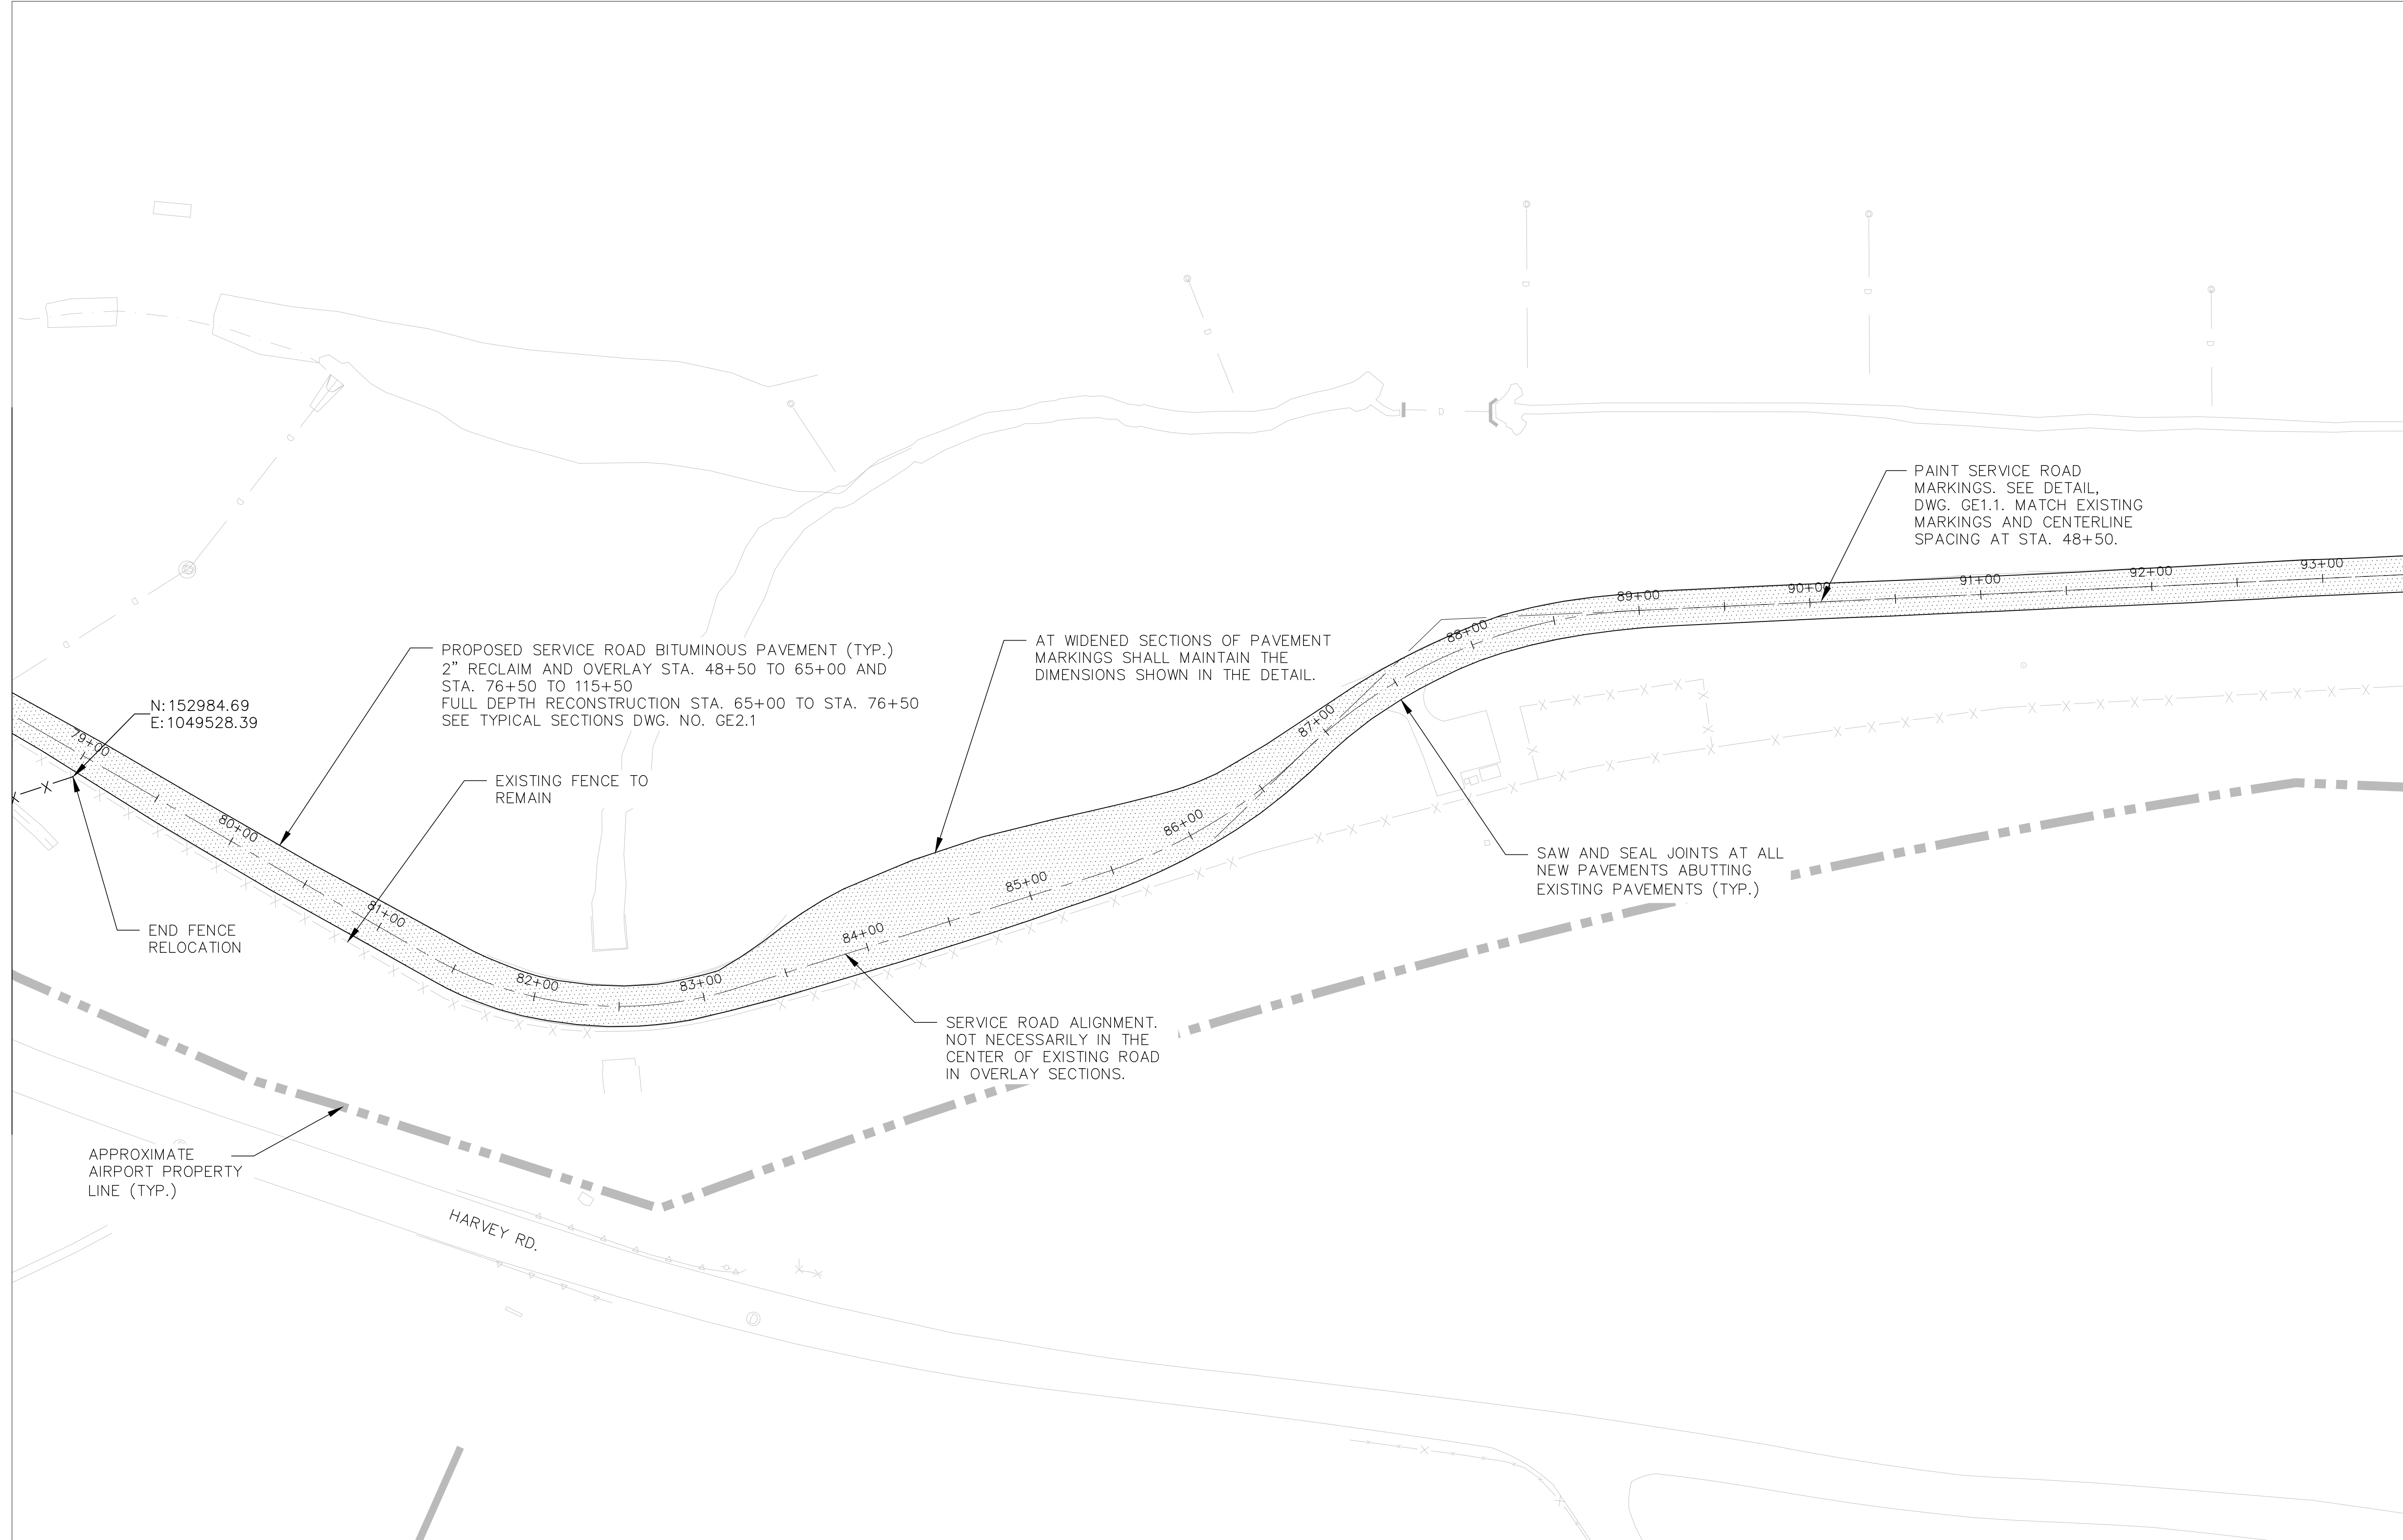 PAINT SERVICE ROAD
MARKINGS. SEE DETAIL,
DWG. GE1.1. MATCH EXISTING
MARKINGS AND CENTERLINE
SPACING AT STA. 48+50.
PROPOSED SERVICE ROAD BITUMINOUS PAVEMENT (TYP.)
2" RECLAIM AND OVERLAY STA. 48+50 TO 65+00 AND
STA. 76+50 TO 115+50
FULL DEPTH RECONSTRUCTION STA. 65+00 TO STA. 76+50
SEE TYPICAL SECTIONS DWG. NO. GE2.1
AT WIDENED SECTIONS OF PAVEMENT
MARKINGS SHALL MAINTAIN THE
DIMENSIONS SHOWN IN THE DETAIL.
N:152984.69
E:1049528.39
79+00
80+00
81+00
82+00
83+00
84+00
85+00
86+00
87+00
88+00
89+00
90+00
91+00
92+00
93+00
EXISTING FENCE TO
REMAIN
SAW AND SEAL JOINTS AT ALL
NEW PAVEMENTS ABUTTING
EXISTING PAVEMENTS (TYP.)
END FENCE
RELOCATION
SERVICE ROAD ALIGNMENT.
NOT NECESSARILY IN THE
CENTER OF EXISTING ROAD
IN OVERLAY SECTIONS.
APPROXIMATE
AIRPORT PROPERTY
LINE (TYP.)
HARVEY RD.
D
D
D
D
D
D
D
D
D
D